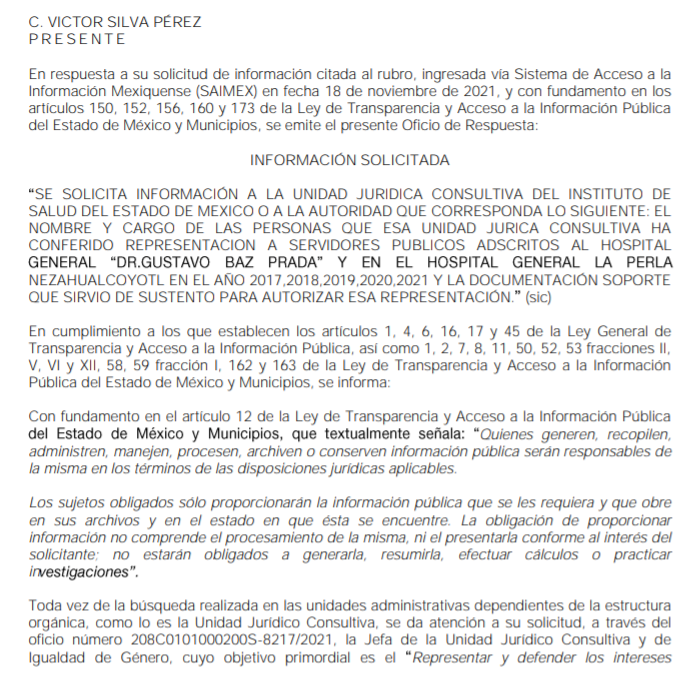 C. VICTOR SILVA PÉREZ
P R E S E N T E
En respuesta a su solicitud de información citada al rubro, ingresada vía Sistema de Acceso a la
Información Mexiquense (SAIMEX) en fecha 18 de noviembre de 2021, y con fundamento en los
artículos 150, 152, 156, 160 y 173 de la Ley de Transparencia y Acceso a la Información Pública
del Estado de México y Municipios, se emite el presente Oficio de Respuesta:
INFORMACIÓN SOLICITADA
“SE SOLICITA INFORMACIÓN A LA UNIDAD JURIDICA CONSULTIVA DEL INSTITUTO DE
SALUD DEL ESTADO DE MEXICO O A LA AUTORIDAD QUE CORRESPONDA LO SIGUIENTE: EL
NOMBRE Y CARGO DE LAS PERSONAS QUE ESA UNIDAD JURICA CONSULTIVA HA
CONFERIDO REPRESENTACION A SERVIDORES PUBLICOS ADSCRITOS AL HOSPITAL
GENERAL “DR.GUSTAVO BAZ PRADA” Y EN EL HOSPITAL GENERAL LA PERLA
NEZAHUALCOYOTL EN EL AÑO 2017,2018,2019,2020,2021 Y LA DOCUMENTACIÓN SOPORTE
QUE SIRVIO DE SUSTENTO PARA AUTORIZAR ESA REPRESENTACIÓN.” (sic)
En cumplimiento a los que establecen los artículos 1, 4, 6, 16, 17 y 45 de la Ley General de
Transparencia y Acceso a la Información Pública, así como 1, 2, 7, 8, 11, 50, 52, 53 fracciones II,
V, VI y XII, 58, 59 fracción I, 162 y 163 de la Ley de Transparencia y Acceso a la Información
Pública del Estado de México y Municipios, se informa:
Con fundamento en el artículo 12 de la Ley de Transparencia y Acceso a la Información Pública
del Estado de México y Municipios, que textualmente señala: “Quienes generen, recopilen,
administren, manejen, procesen, archiven o conserven información pública serán responsables de
la misma en los términos de las disposiciones jurídicas aplicables.
Los sujetos obligados sólo proporcionarán la información pública que se les requiera y que obre
en sus archivos y en el estado en que ésta se encuentre. La obligación de proporcionar
información no comprende el procesamiento de la misma, ni el presentarla conforme al interés del
solicitante; no estarán obligados a generarla, resumirla, efectuar cálculos o practicar
investigaciones”.
Toda vez de la búsqueda realizada en las unidades administrativas dependientes de la estructura
orgánica, como lo es la Unidad Jurídico Consultiva, se da atención a su solicitud, a través del
oficio número 208C0101000200S-8217/2021, la Jefa de la Unidad Jurídico Consultiva y de
Igualdad de Género, cuyo objetivo primordial es el “Representar y defender los intereses